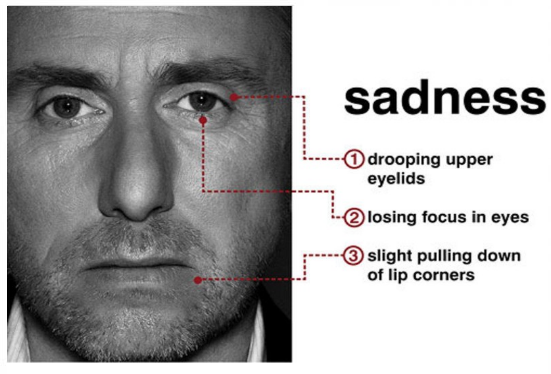 sadness
1 drooping upper
eyelids
2 losing focus in eyes
3 slight pulling down
of lip corners